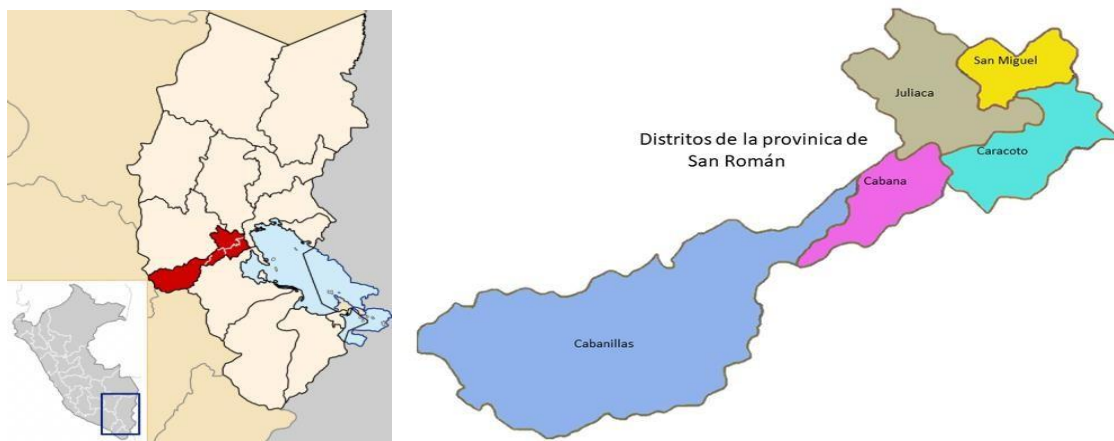 San Miguel
Juliaca
Distritos de la provinica de
San Román
Caracoto
Cabana
Cabanillas